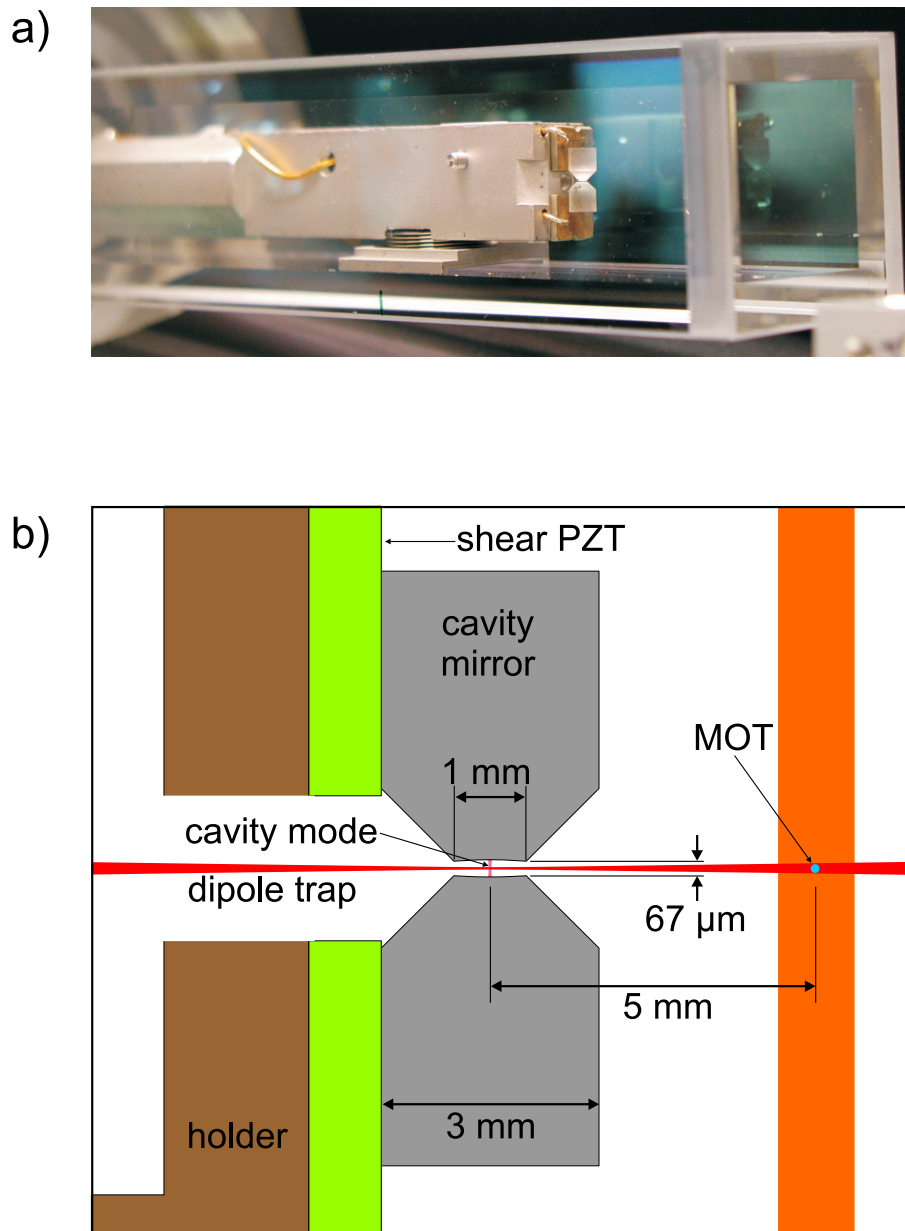 a)
b)
shear PZT
cavity
mirror
MOT
1 mm
cavity mode
dipole trap
67 µm
5 mm
holder
3 mm